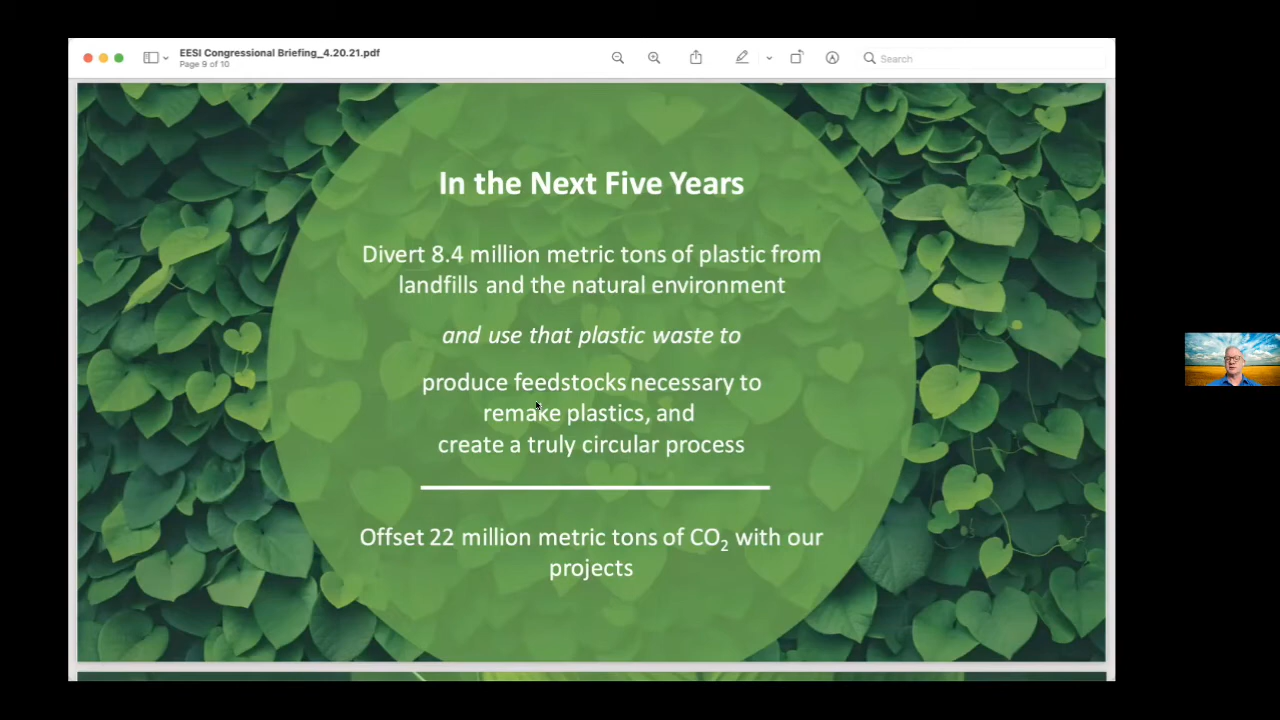 EESI Congressional Briefing_4.20.21.pdf
Page 9 of 10
Search
In the Next Five Years
Divert 8.4 million metric tons of plastic from
landfills and the natural environment
and use that plastic waste to
produce feedstocks necessary to
remake plastics, and
create a truly circular process
Offset 22 million metric tons of CO₂ with our
projects